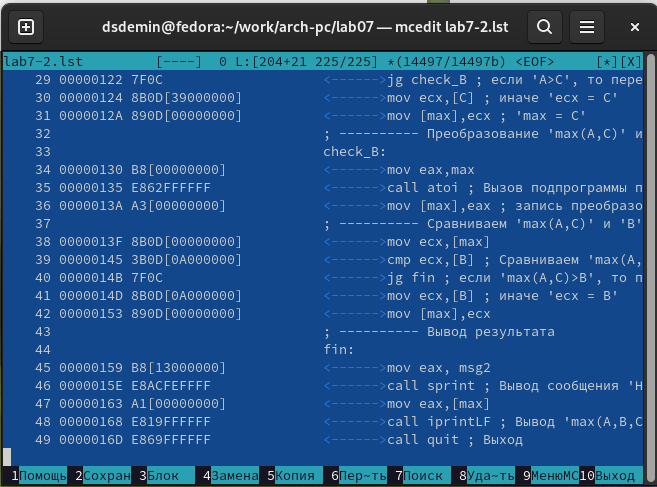 dsdemin@fedora:~/work/arch-pc/lab07 — mcedit lab7-2.lst
lab7-2.lst [----] 0 L:[204+21 225/225] *(14497/14497b) <EOF> [*][X]
29 00000122 7F0C <------>jg check_B ; если 'A>C', то пере
30 00000124 8B0D[39000000] <------>mov ecx,[C] ; иначе 'ecx = C'
31 0000012A 890D[00000000] <------>mov [max],ecx ; 'max = C'
32 ; ---------- Преобразование 'max(A,C)' и
33 check_B:
34 00000130 B8[00000000] <------>mov eax,max
35 00000135 E862FFFFFF <------>call atoi ; Вызов подпрограммы п
36 0000013A A3[00000000] <------>mov [max],eax ; запись преобразо
37 ; ---------- Сравниваем 'max(A,C)' и 'B'
38 0000013F 8B0D[00000000] <------>mov ecx,[max]
39 00000145 3B0D[0A000000] <------>cmp ecx,[B] ; Сравниваем 'max(A,
40 0000014B 7F0C <------>jg fin ; если 'max(A,C)>B', то п
41 0000014D 8B0D[0A000000] <------>mov ecx,[B] ; иначе 'ecx = B'
42 00000153 890D[00000000] <------>mov [max],ecx
43 ; ---------- Вывод результата
44 fin:
45 00000159 B8[13000000] <------>mov eax, msg2
46 0000015E E8ACFEFFFF <------>call sprint ; Вывод сообщения 'Н
47 00000163 A1[00000000] <------>mov eax,[max]
48 00000168 E819FFFFFF <------>call iprintLF ; Вывод 'max(A,B,C
49 0000016D E869FFFFFF <------>call quit ; Выход
1Помощь 2Сохран 3Блок 4Замена 5Копия 6Пер~ть 7Поиск 8Уда~ть 9МенюMC 10Выход